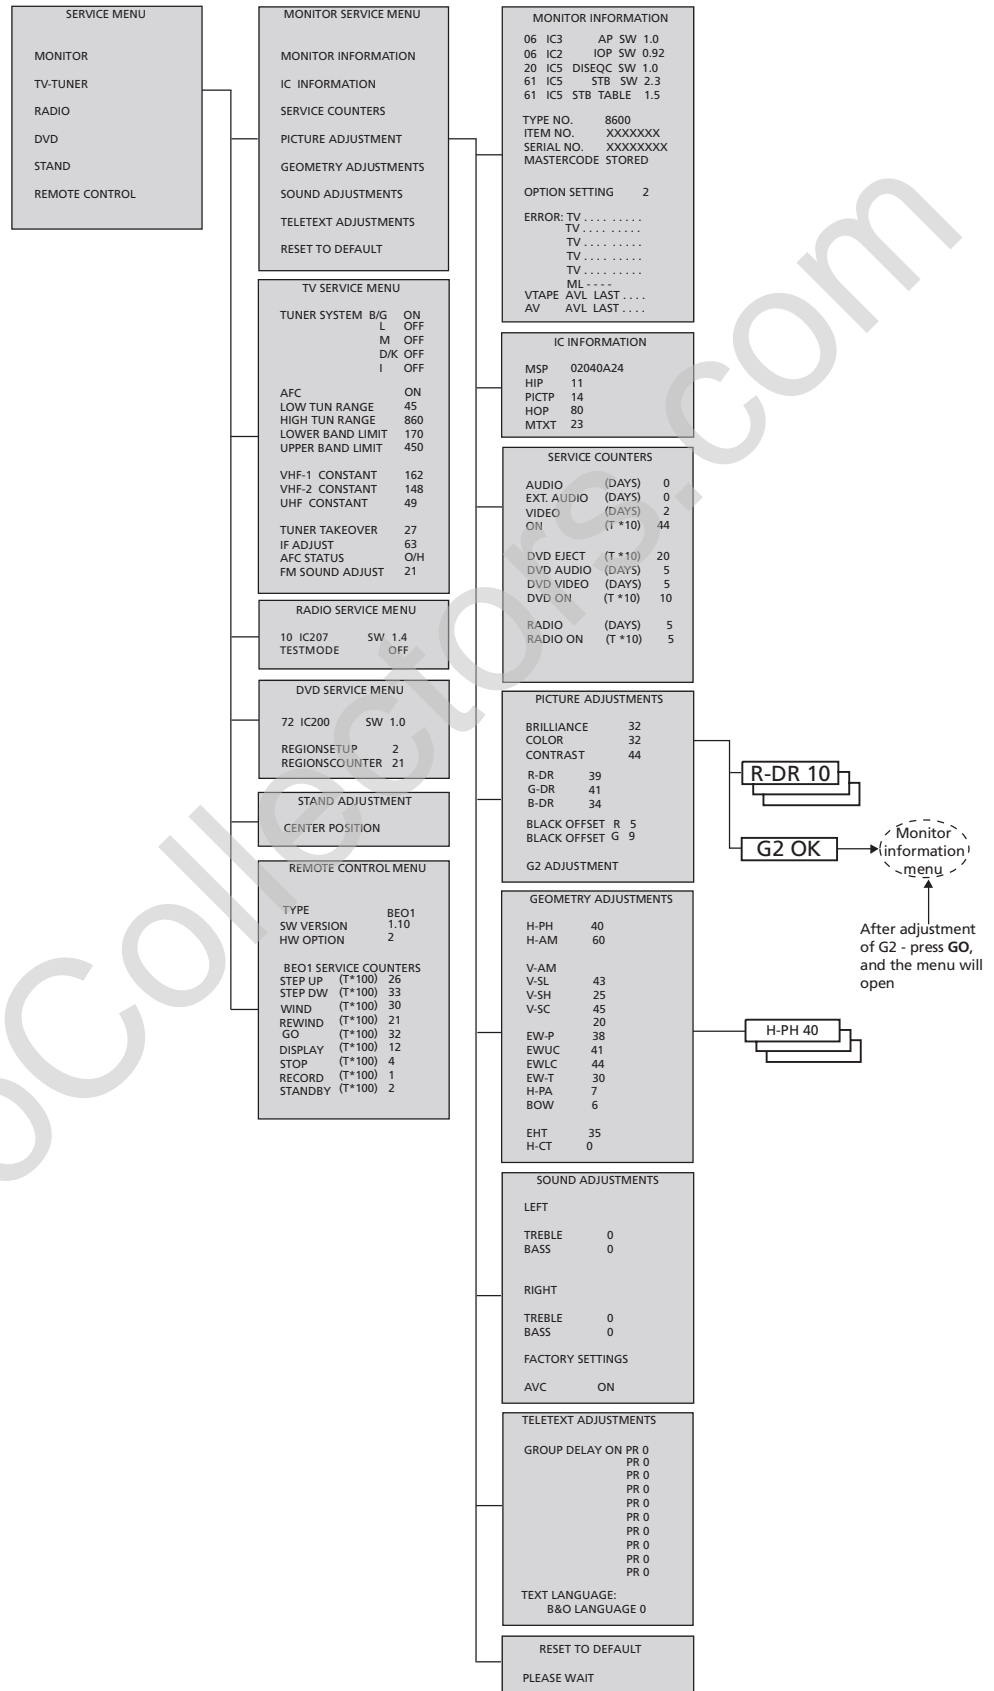 SERVICE MENU
MONITOR
TV-TUNER
RADIO
DVD
STAND
REMOTE CONTROL
MONITOR SERVICE MENU
MONITOR INFORMATION
IC INFORMATION
SERVICE COUNTERS
PICTURE ADJUSTMENT
GEOMETRY ADJUSTMENTS
SOUND ADJUSTMENTS
TELETEXT ADJUSTMENTS
RESET TO DEFAULT
TV SERVICE MENU
TUNER SYSTEM B/G ON
L OFF
M OFF
D/K OFF
I OFF
AFC ON
LOW TUN RANGE 45
HIGH TUN RANGE 860
LOWER BAND LIMIT 170
UPPER BAND LIMIT 450
VHF-1 CONSTANT 162
VHF-2 CONSTANT 148
UHF CONSTANT 49
TUNER TAKEOVER 27
IF ADJUST 63
AFC STATUS O/H
FM SOUND ADJUST 21
RADIO SERVICE MENU
10 IC207 SW 1.4
TESTMODE OFF
DVD SERVICE MENU
72 IC200 SW 1.0
REGIONSETUP 2
REGIONSCOUNTER 21
STAND ADJUSTMENT
CENTER POSITION
REMOTE CONTROL MENU
TYPE BEO1
SW VERSION 1.10
HW OPTION 2
BEO1 SERVICE COUNTERS
STEP UP (T*100) 26
STEP DW (T*100) 33
WIND (T*100) 30
REWIND (T*100) 21
GO (T*100) 32
DISPLAY (T*100) 12
STOP (T*100) 4
RECORD (T*100) 1
STANDBY (T*100) 2
MONITOR INFORMATION
06 IC3 AP SW 1.0
06 IC2 IOP SW 0.92
20 IC5 DISEQC SW 1.0
61 IC5 STB SW 2.3
61 IC5 STB TABLE 1.5
TYPE NO. 8600
ITEM NO. XXXXXXX
SERIAL NO. XXXXXXXX
MASTERCODE STORED
OPTION SETTING 2
ERROR: TV . . . . . . . . .
TV . . . . . . . . .
TV . . . . . . . . .
TV . . . . . . . . .
TV . . . . . . . . .
ML - - - -
VTAPE AVL LAST . . . .
AV AVL LAST . . . .
IC INFORMATION
MSP 02040A24
HIP 11
PICTP 14
HOP 80
MTXT 23
SERVICE COUNTERS
AUDIO (DAYS) 0
EXT. AUDIO (DAYS) 0
VIDEO (DAYS) 2
ON (T *10) 44
DVD EJECT (T *10) 20
DVD AUDIO (DAYS) 5
DVD VIDEO (DAYS) 5
DVD ON (T *10) 10
RADIO (DAYS) 5
RADIO ON (T *10) 5
PICTURE ADJUSTMENTS
BRILLIANCE 32
COLOR 32
CONTRAST 44
R-DR 39
G-DR 41
B-DR 34
BLACK OFFSET R 5
BLACK OFFSET G 9
G2 ADJUSTMENT
R-DR 10
G2 OK
Monitor
information
menu
After adjustment
of G2 - press GO,
and the menu will
open
GEOMETRY ADJUSTMENTS
H-PH 40
H-AM 60
V-AM
V-SL 43
V-SH 25
V-SC 45
20
EW-P 38
EWUC 41
EWLC 44
EW-T 30
H-PA 7
BOW 6
EHT 35
H-CT 0
H-PH 40
SOUND ADJUSTMENTS
LEFT
TREBLE 0
BASS 0
RIGHT
TREBLE 0
BASS 0
FACTORY SETTINGS
AVC ON
TELETEXT ADJUSTMENTS
GROUP DELAY ON PR 0
PR 0
PR 0
PR 0
PR 0
PR 0
PR 0
PR 0
PR 0
PR 0
TEXT LANGUAGE:
B&O LANGUAGE 0
RESET TO DEFAULT
PLEASE WAIT
oCollectors.com